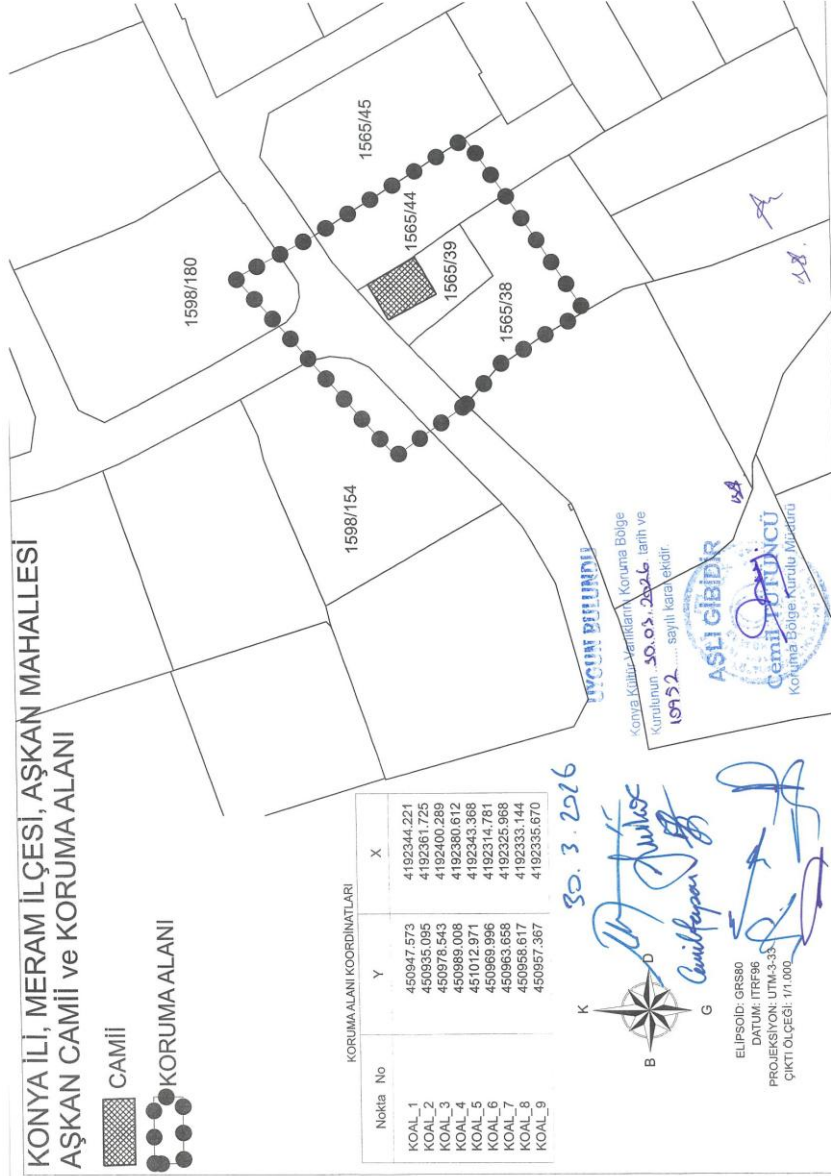 KONYA İLİ, MERAM İLÇESİ, AŞKAN MAHALLESİ
AŞKAN CAMİİ ve KORUMA ALANI
CAMİİ
KORUMA ALANI
KORUMA ALANI KOORDİNATLARI
Nokta No Y X
KOAL_1 450947.573 4192344.221
KOAL_2 450935.095 4192361.725
KOAL_3 450978.543 4192400.289
KOAL_4 450989.008 4192380.612
KOAL_5 451012.971 4192343.368
KOAL_6 450969.996 4192314.781
KOAL_7 450963.658 4192325.968
KOAL_8 450958.617 4192333.144
KOAL_9 450957.367 4192335.670
1598/180
1598/154
1565/45
1565/44
1565/39
1565/38
K
B
D
G
ELİPSOİD: GRS80
DATUM: ITRF96
PROJEKSİYON: UTM-3-33
ÇIKTI ÖLÇEĞİ: 1/1.000
30.3.2026
UYGUN BULUNDU
Konya Kültür Varlıklarını Koruma Bölge
Kurulunun 30.03.2026 tarih ve
10952 sayılı karar ekidir.
ASLI GİBİDİR
Cemil TÜTÜNCÜ
Koruma Bölge Kurulu Müdürü